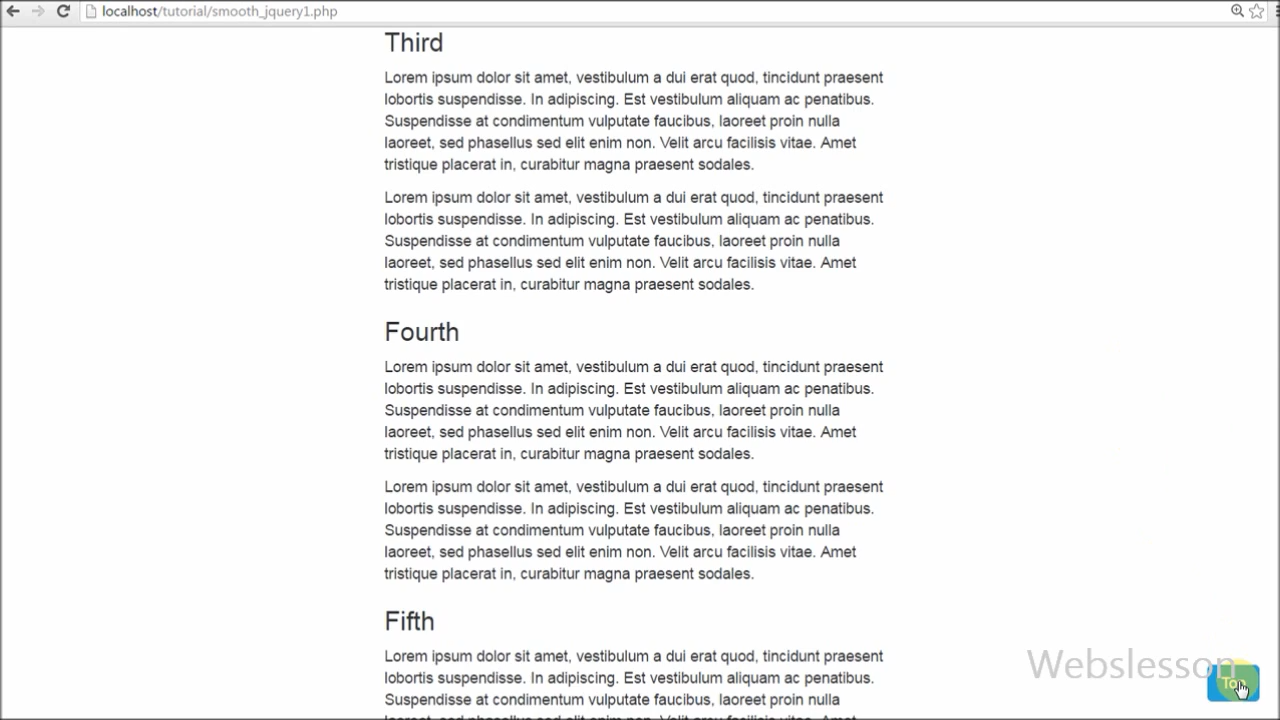 localhost/tutorial/smooth_jquery1.php
Third
Lorem ipsum dolor sit amet, vestibulum a dui erat quod, tincidunt praesent
lobortis suspendisse. In adipiscing. Est vestibulum aliquam ac penatibus.
Suspendisse at condimentum vulputate faucibus, laoreet proin nulla
laoreet, sed phasellus sed elit enim non. Velit arcu facilisis vitae. Amet
tristique placerat in, curabitur magna praesent sodales.
Lorem ipsum dolor sit amet, vestibulum a dui erat quod, tincidunt praesent
lobortis suspendisse. In adipiscing. Est vestibulum aliquam ac penatibus.
Suspendisse at condimentum vulputate faucibus, laoreet proin nulla
laoreet, sed phasellus sed elit enim non. Velit arcu facilisis vitae. Amet
tristique placerat in, curabitur magna praesent sodales.
Fourth
Lorem ipsum dolor sit amet, vestibulum a dui erat quod, tincidunt praesent
lobortis suspendisse. In adipiscing. Est vestibulum aliquam ac penatibus.
Suspendisse at condimentum vulputate faucibus, laoreet proin nulla
laoreet, sed phasellus sed elit enim non. Velit arcu facilisis vitae. Amet
tristique placerat in, curabitur magna praesent sodales.
Lorem ipsum dolor sit amet, vestibulum a dui erat quod, tincidunt praesent
lobortis suspendisse. In adipiscing. Est vestibulum aliquam ac penatibus.
Suspendisse at condimentum vulputate faucibus, laoreet proin nulla
laoreet, sed phasellus sed elit enim non. Velit arcu facilisis vitae. Amet
tristique placerat in, curabitur magna praesent sodales.
Fifth
Lorem ipsum dolor sit amet, vestibulum a dui erat quod, tincidunt praesent
lobortis suspendisse. In adipiscing. Est vestibulum aliquam ac penatibus.
Suspendisse at condimentum vulputate faucibus, laoreet proin nulla
Webslesson
Top